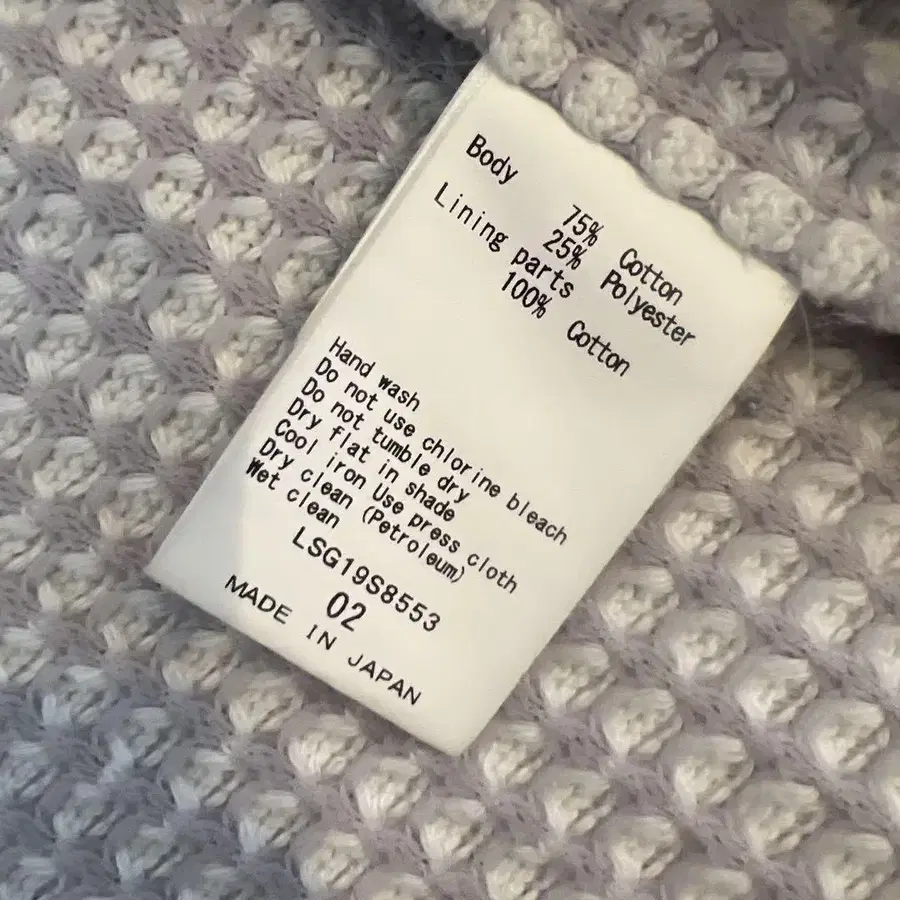 Body
75% Cotton
25% Polyester
Lining parts
100% Cotton
Hand wash
Do not use chlorine bleach
Do not tumble dry
Dry flat in shade
Cool iron Use press cloth
Dry clean (Petroleum)
Wet clean
LSG19S8553
02
MADE IN JAPAN